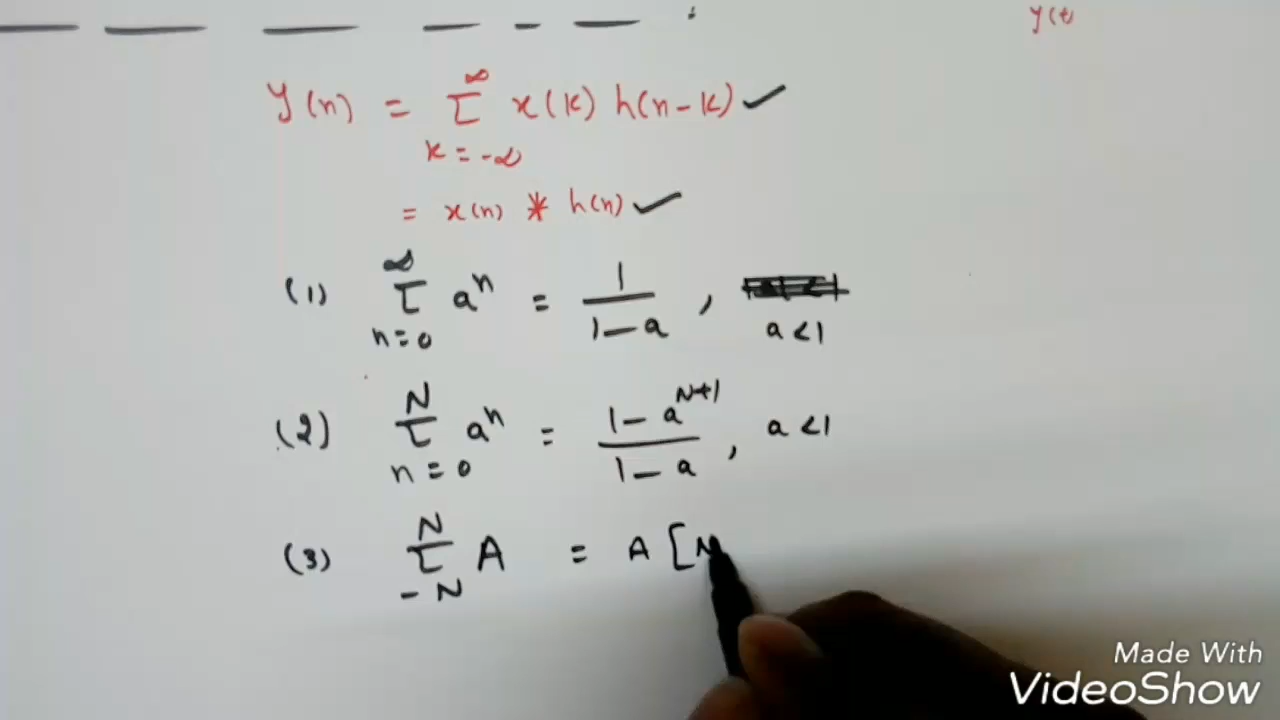 y(t
y(n) = ∞ Σ k=-∞ x(k) h(n-k) ✓
= x(n) * h(n) ✓
(1) ∞ Σ n=0 a^n = 1/(1-a), a<1
(2) N Σ n=0 a^n = (1-a^(N+1))/(1-a), a<1
(3) N Σ -N A = A [N
Made With
VideoShow